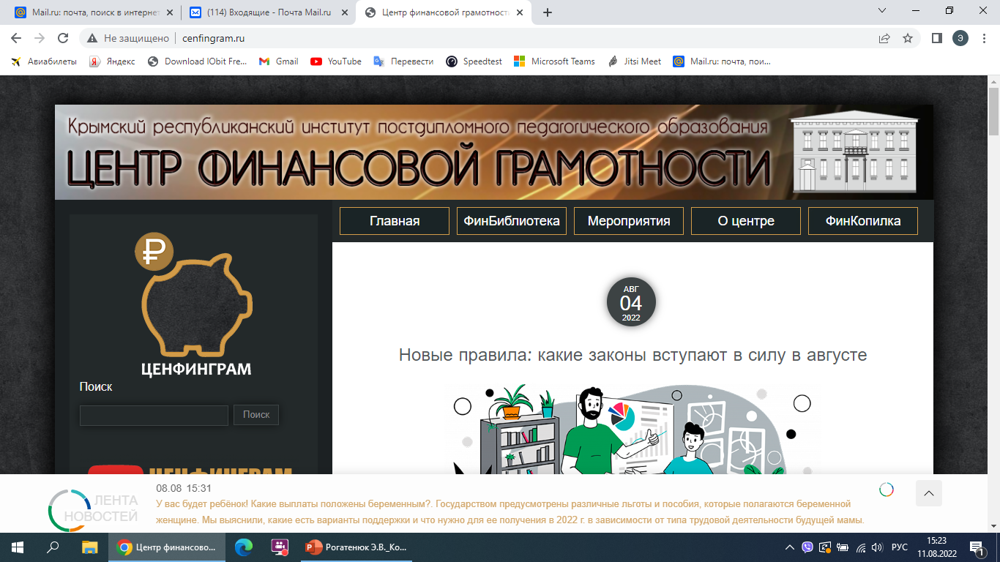 Mail.ru: почта, поиск в интернет
(114) Входящие - Почта Mail.ru
Центр финансовой грамотности
Не защищено
cenfingram.ru
Э
Авиабилеты
Яндекс
Download IObit Fre...
Gmail
YouTube
Перевести
Speedtest
Microsoft Teams
Jitsi Meet
Mail.ru: почта, пои...
Крымский республиканский институт постдипломного педагогического образования
ЦЕНТР ФИНАНСОВОЙ ГРАМОТНОСТИ
Главная
ФинБиблиотека
Мероприятия
О центре
ФинКопилка
ЦЕНФИНГРАМ
Поиск
Поиск
ЦЕНФИНГРАМ
АВГ
04
2022
Новые правила: какие законы вступают в силу в августе
ЛЕНТА
НОВОСТЕЙ
08.08 15:31
У вас будет ребёнок! Какие выплаты положены беременным?. Государством предусмотрены различные льготы и пособия, которые полагаются беременной
женщине. Мы выяснили, какие есть варианты поддержки и что нужно для ее получения в 2022 г. в зависимости от типа трудовой деятельности будущей мамы.
Центр финансово...
Рогатенюк Э.В._Ко...
РУС
15:23
11.08.2022
1